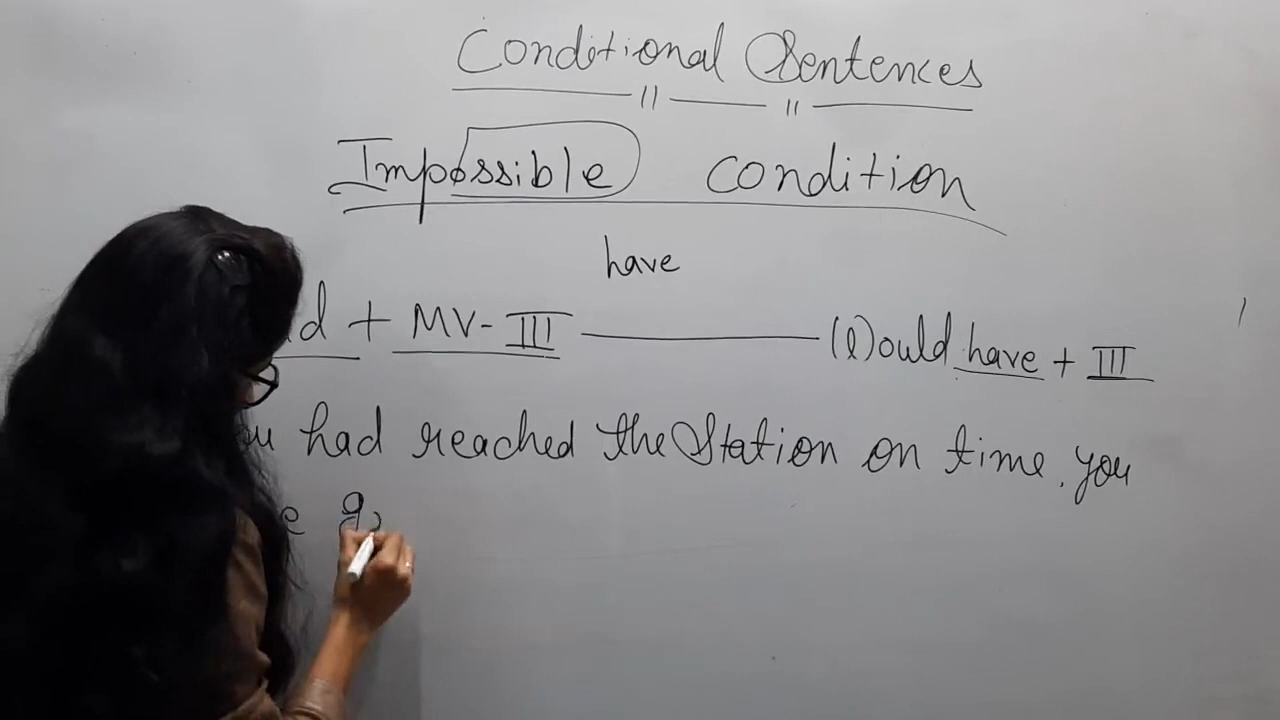 Conditional Sentences
Impossible condition
have
d + MV- III (W)ould have + III
had reached the Station on time, you